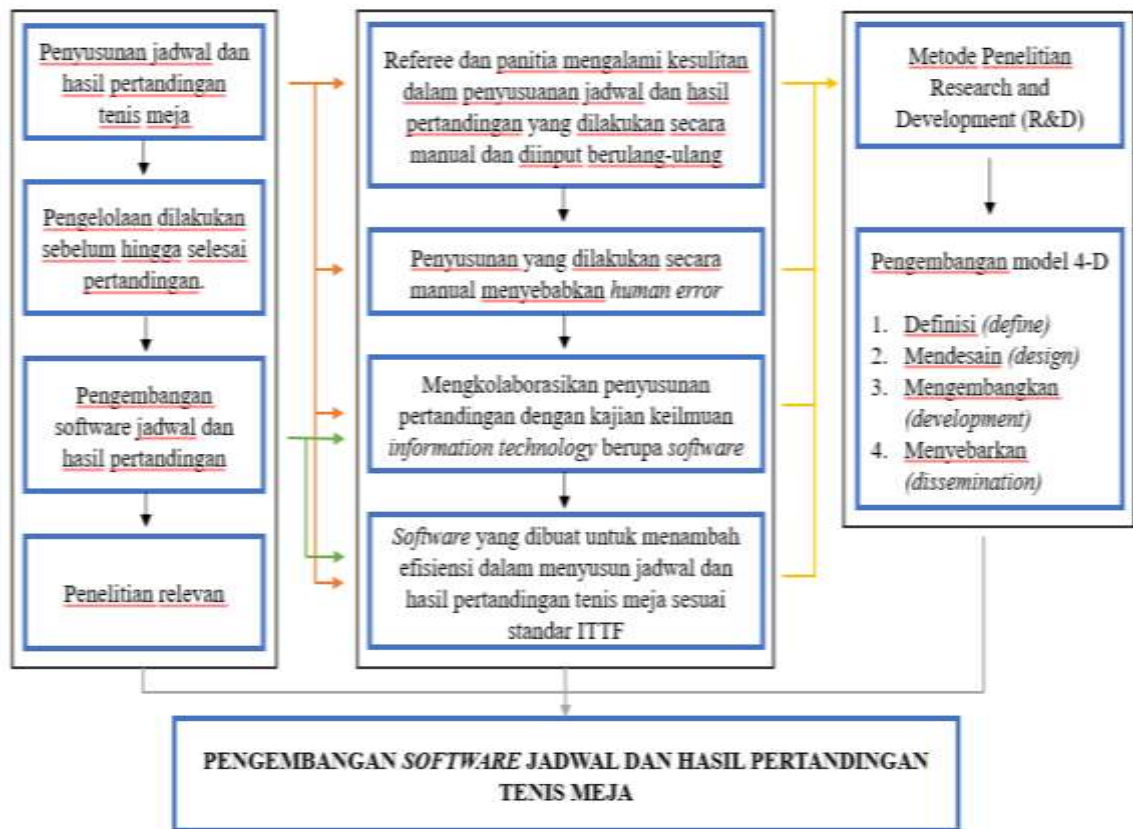 Penyusunan jadwal dan
hasil pertandingan
tenis meja
Pengelolaan dilakukan
sebelum hingga selesai
pertandingan.
Pengembangan
software jadwal dan
hasil pertandingan
Penelitian relevan
Referee dan panitia mengalami kesulitan
dalam penyusuanan jadwal dan hasil
pertandingan yang dilakukan secara
manual dan diinput berulang-ulang
Penyusunan yang dilakukan secara
manual menyebabkan human error
Mengkolaborasikan penyusunan
pertandingan dengan kajian keilmuan
information technology berupa software
Software yang dibuat untuk menambah
efisiensi dalam menyusun jadwal dan
hasil pertandingan tenis meja sesuai
standar ITTF
Metode Penelitian
Research and
Development (R&D)
Pengembangan model 4-D
1. Definisi (define)
2. Mendesain (design)
3. Mengembangkan
(development)
4. Menyebarkan
(dissemination)
PENGEMBANGAN SOFTWARE JADWAL DAN HASIL PERTANDINGAN
TENIS MEJA